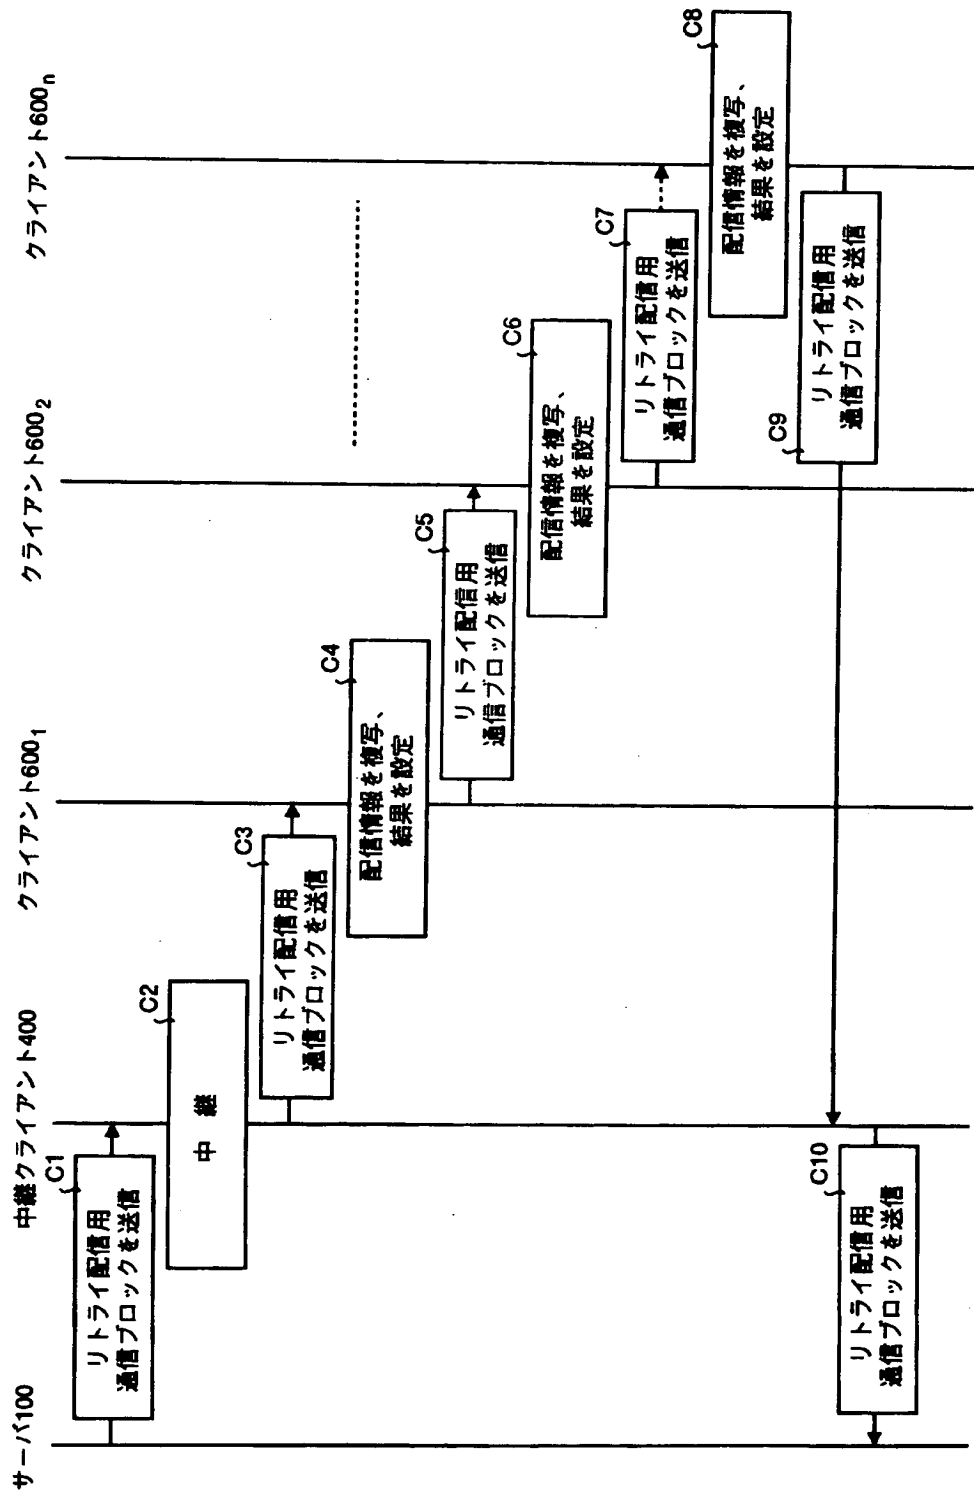 サーバ100
中継クライアント400
クライアント600₁
クライアント600₂
クライアント600ₙ
C1
リトライ配信用
通信ブロックを送信
C2
中 継
C3
リトライ配信用
通信ブロックを送信
C4
配信情報を複写、
結果を設定
C5
リトライ配信用
通信ブロックを送信
C6
配信情報を複写、
結果を設定
C7
リトライ配信用
通信ブロックを送信
C8
配信情報を複写、
結果を設定
C9
リトライ配信用
通信ブロックを送信
C10
リトライ配信用
通信ブロックを送信